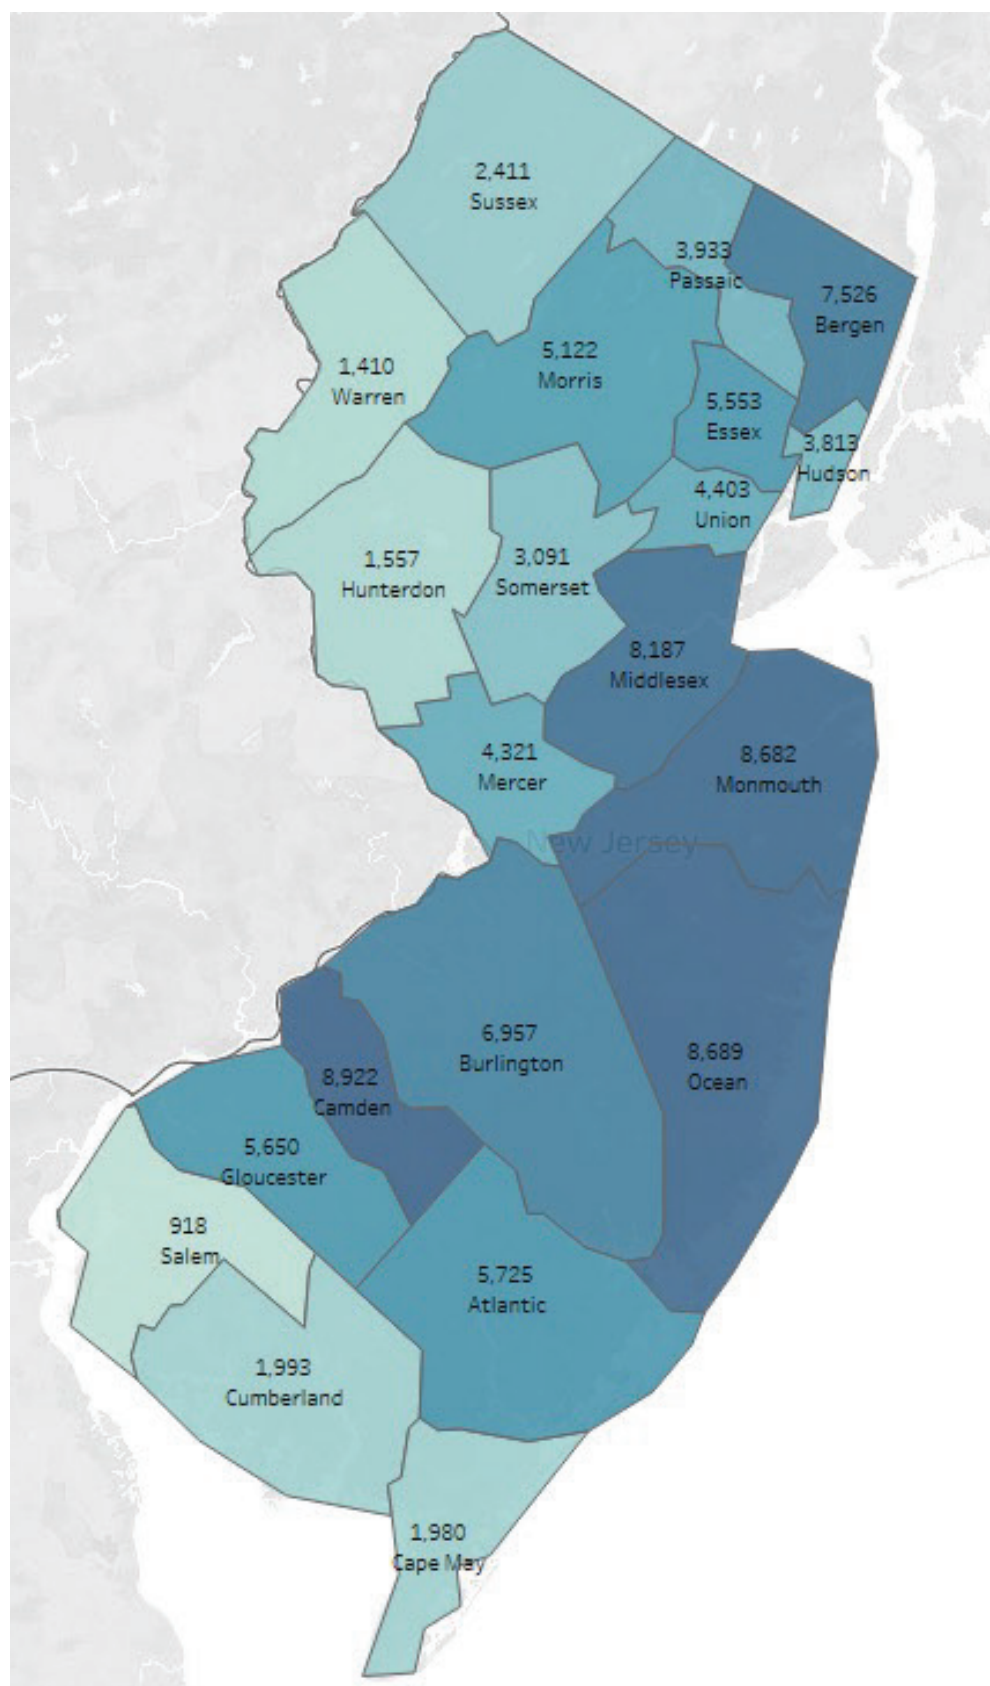 2,411
Sussex
3,933
Passaic
7,526
Bergen
1,410
Warren
5,122
Morris
5,553
Essex
3,813
Hudson
4,403
Union
1,557
Hunterdon
3,091
Somerset
8,187
Middlesex
4,321
Mercer
8,682
Monmouth
New Jersey
6,957
Burlington
8,689
Ocean
8,922
Camden
5,650
Gloucester
918
Salem
5,725
Atlantic
1,993
Cumberland
1,980
Cape May